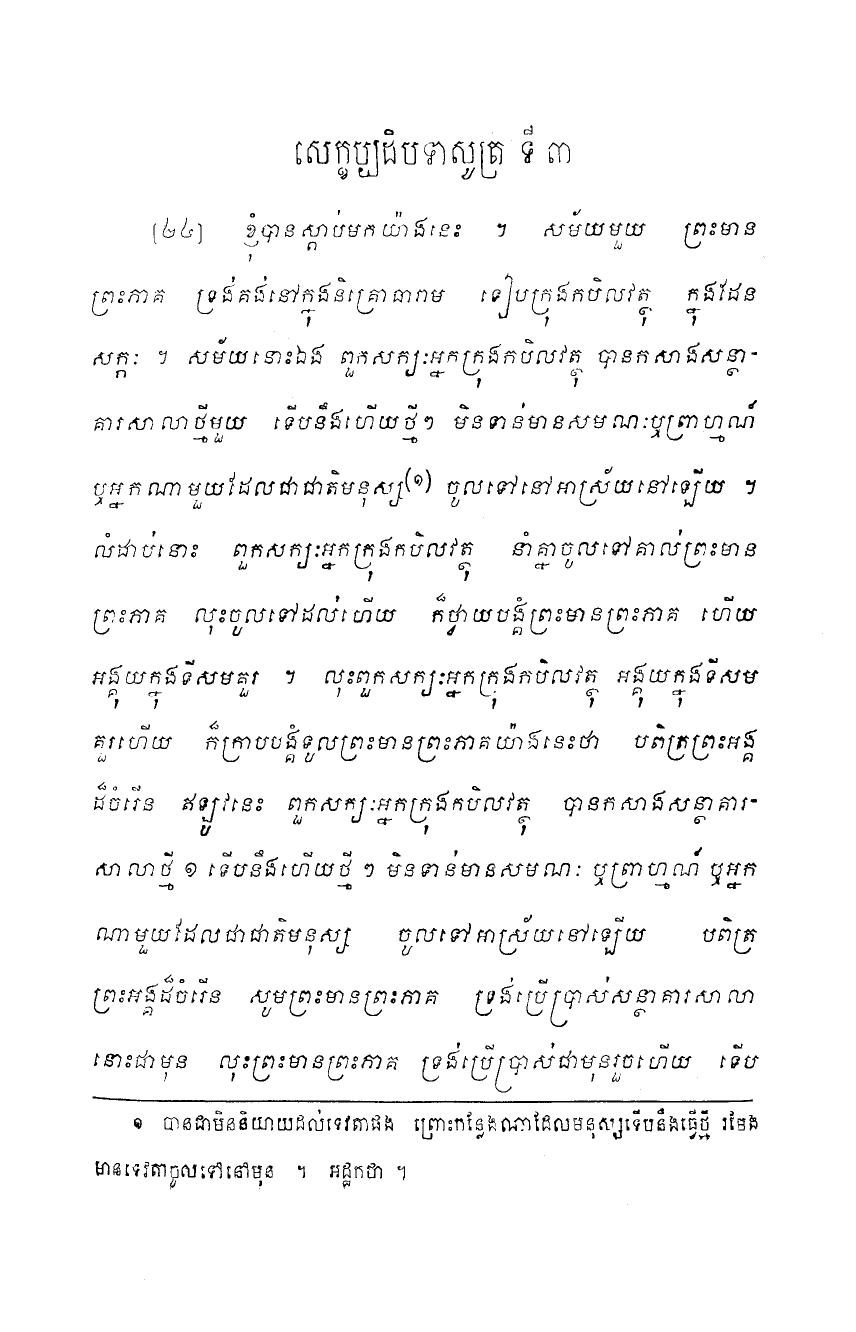 សេក្ខប្បដិបទាសូត្រ ទី ៣
[២៤] ខ្ញុំបានស្តាប់មកយ៉ាងនេះ ។ សម័យមួយ ព្រះមាន
ព្រះភាគ ទ្រង់គង់នៅក្នុងនិគ្រោធារាម ទៀបក្រុងកបិលវត្ថុ ក្នុងដែន
សក្កៈ ។ សម័យនោះឯង ពួកសក្យៈអ្នកក្រុងកបិលវត្ថុ បានកសាងសន្ថា-
គារសាលាថ្មីមួយ ទើបនឹងហើយថ្មីៗ មិនទាន់មានសមណៈឬព្រាហ្មណ៍
ឬអ្នកណាមួយដែលជាជាតិមនុស្ស(១) ចូលទៅនៅអាស្រ័យនៅឡើយ ។
លំដាប់នោះ ពួកសក្យៈអ្នកក្រុងកបិលវត្ថុ នាំគ្នាចូលទៅគាល់ព្រះមាន
ព្រះភាគ លុះចូលទៅដល់ហើយ ក៏ថ្វាយបង្គំព្រះមានព្រះភាគ ហើយ
អង្គុយក្នុងទីសមគួរ ។ លុះពួកសក្យៈអ្នកក្រុងកបិលវត្ថុ អង្គុយក្នុងទីសម
គួរហើយ ក៏ក្រាបបង្គំទូលព្រះមានព្រះភាគយ៉ាងនេះថា បពិត្រព្រះអង្គ
ដ៏ចំរើន ឥឡូវនេះ ពួកសក្យៈអ្នកក្រុងកបិលវត្ថុ បានកសាងសន្ថាគារ-
សាលាថ្មី ១ ទើបនឹងហើយថ្មី ៗ មិនទាន់មានសមណៈ ឬព្រាហ្មណ៍ ឬអ្នក
ណាមួយដែលជាជាតិមនុស្ស ចូលទៅអាស្រ័យនៅឡើយ បពិត្រ
ព្រះអង្គដ៏ចំរើន សូមព្រះមានព្រះភាគ ទ្រង់ប្រើប្រាស់សន្ថាគារសាលា
នោះជាមុន លុះព្រះមានព្រះភាគ ទ្រង់ប្រើប្រាស់ជាមុនរួចហើយ ទើប
១ បានជាមិននិយាយដល់ទេវតាផង ព្រោះកន្លែងណាដែលមនុស្សទើបនឹងធ្វើថ្មី រមែង
មានទេវតាចូលទៅនៅមុន ។ អដ្ឋកថា ។